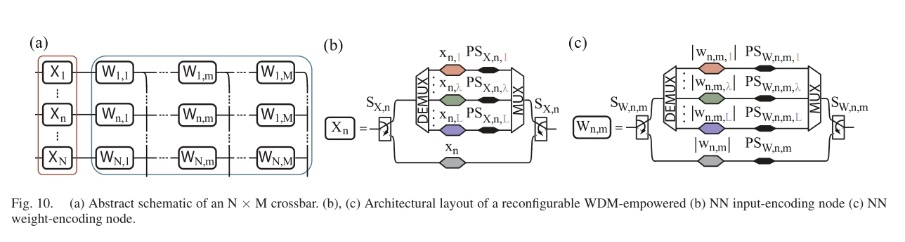 (a)
X1 W1,1 W1,m W1,M
Xn Wn,1 Wn,m W1,M
XN WN,1 WN,m WN,M
(b)
xn,1 PSX,n,1
xn,λ PSX,n,λ
xn,L PSX,n,L
SX,n DEMUX MUX SX,n
Xn =
xn
(c)
|wn,m,1| PSW,n,m,1
|wn,m,λ| PSW,n,m,λ
|wn,m,L| PSW,n,m,L
SW,n,m DEMUX MUX SW,n,m
Wn,m =
|wn,m| PSW,n,m
Fig. 10. (a) Abstract schematic of an N × M crossbar. (b), (c) Architectural layout of a reconfigurable WDM-empowered (b) NN input-encoding node (c) NN
weight-encoding node.